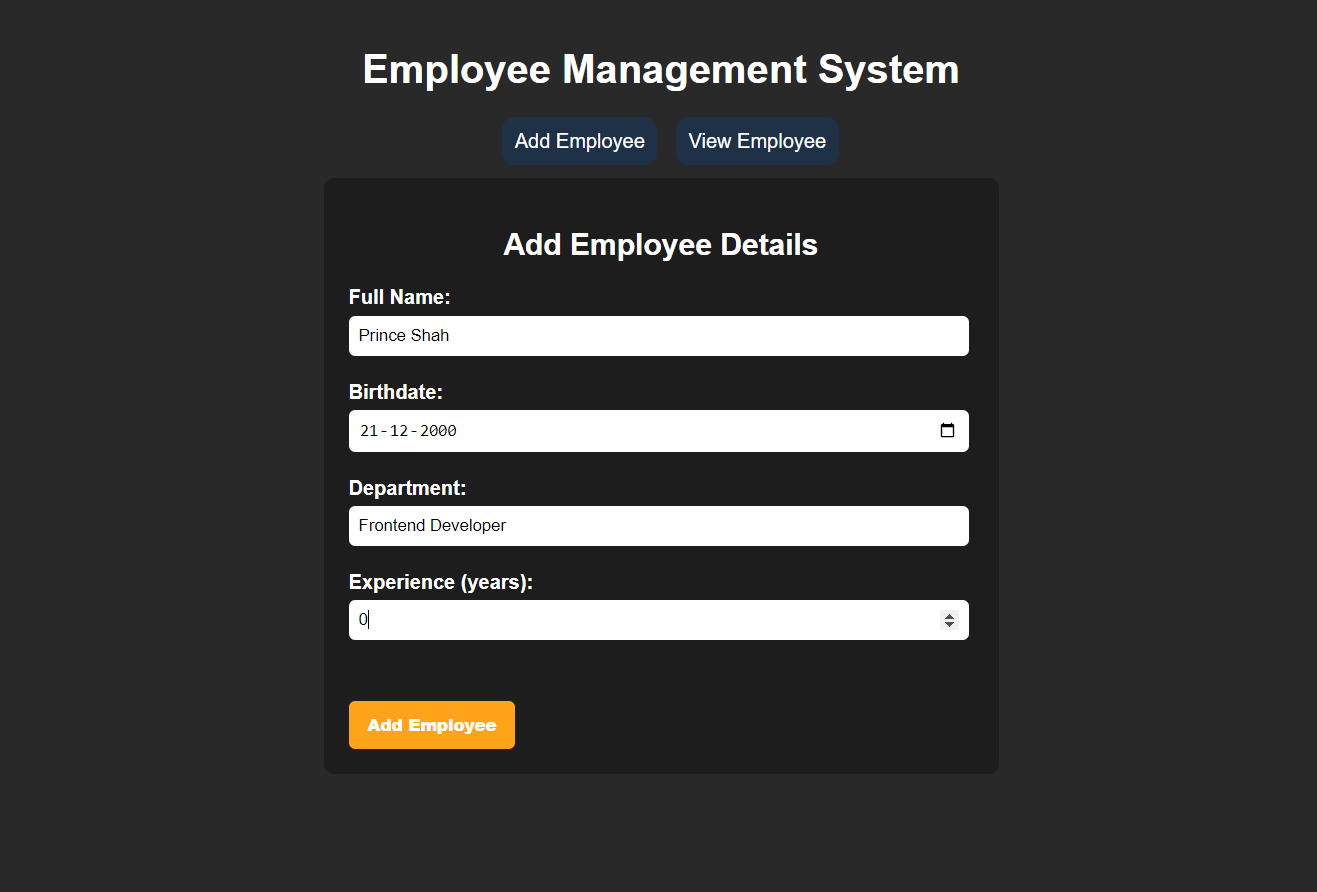 Employee Management System
Add Employee View Employee
Add Employee Details
Full Name:
Prince Shah
Birthdate:
21-12-2000
Department:
Frontend Developer
Experience (years):
0
Add Employee